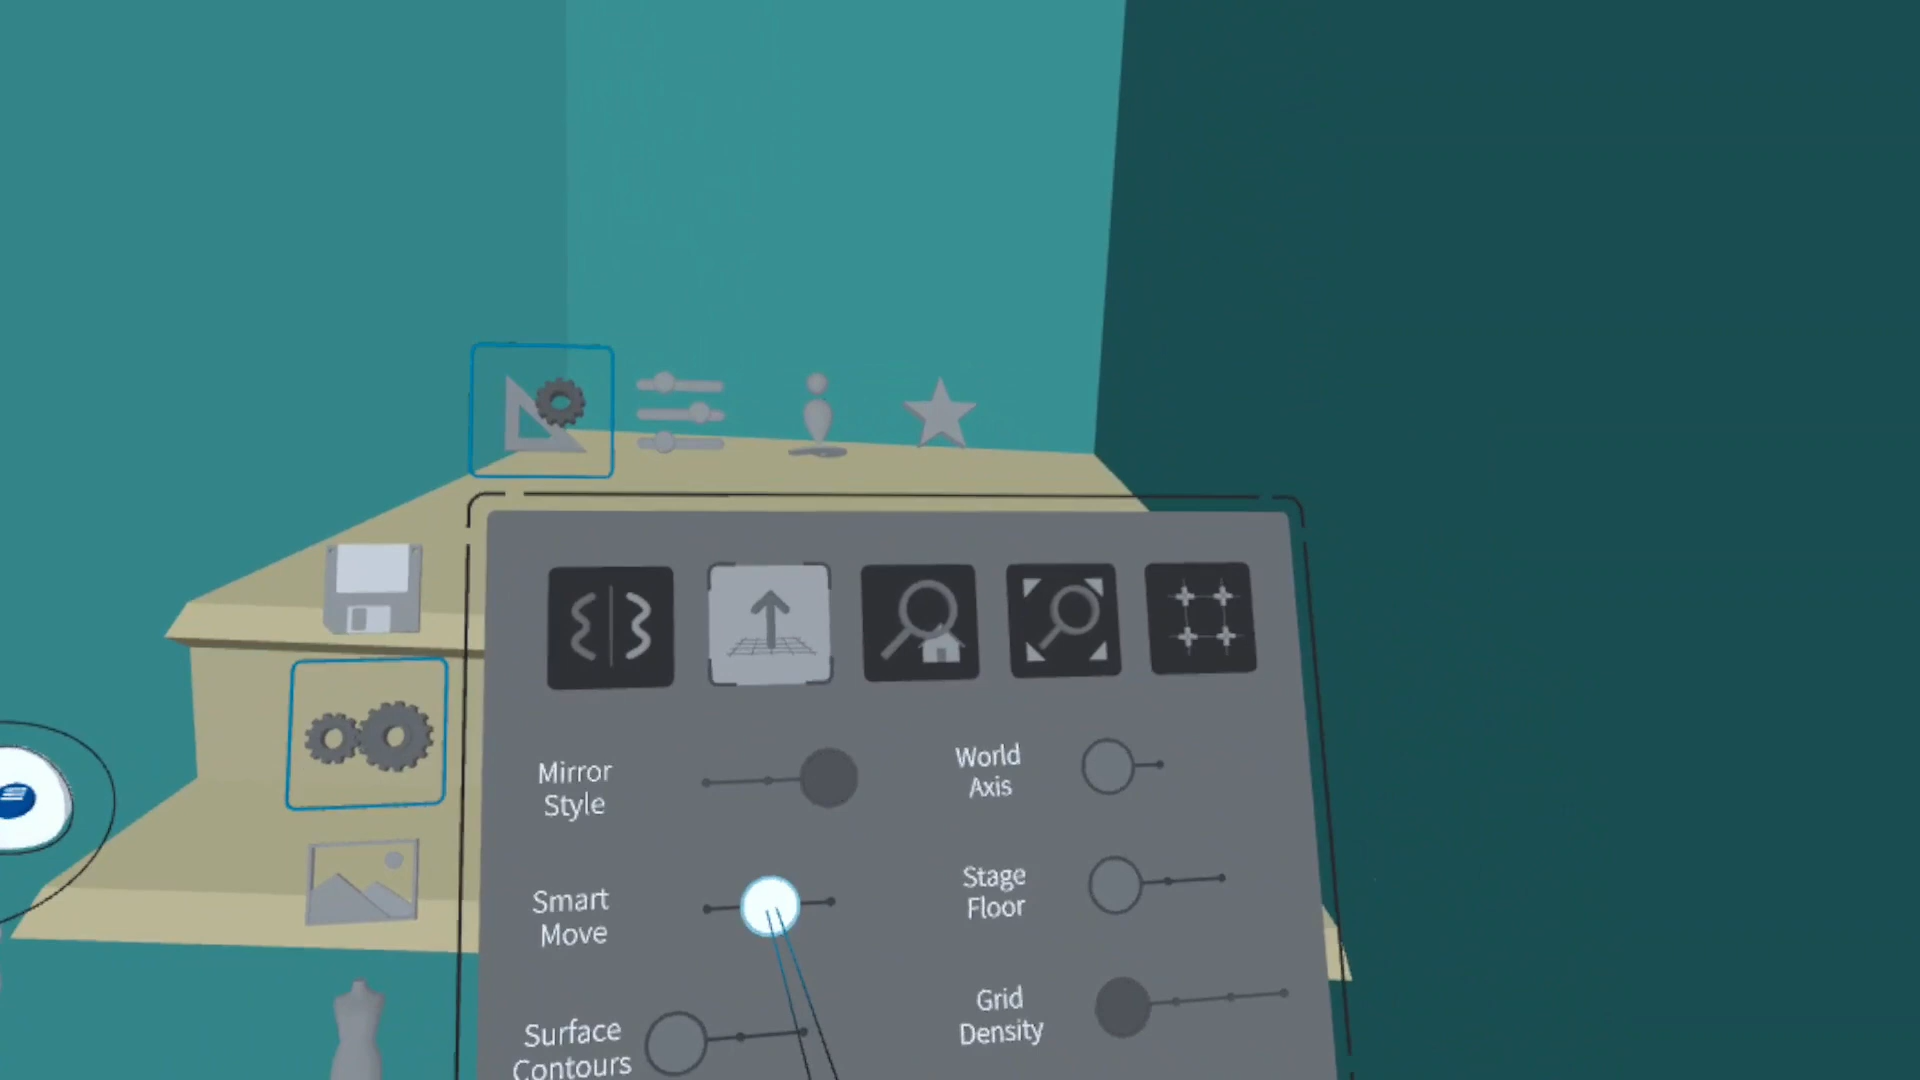 Mirror
Style
World
Axis
Smart
Move
Stage
Floor
Surface
Contours
Grid
Density